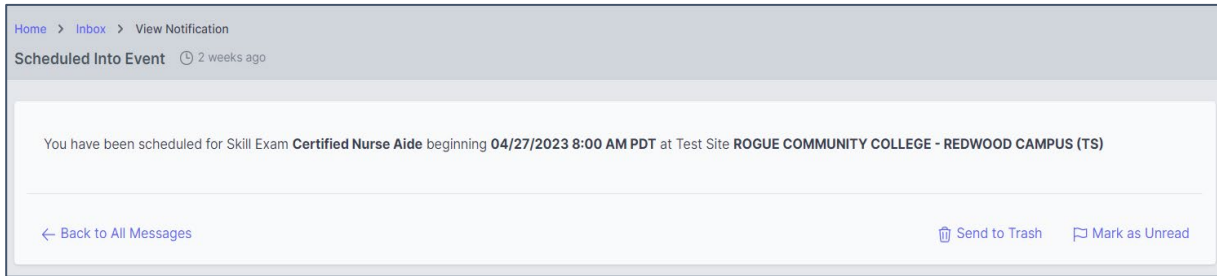 Home > Inbox > View Notification
Scheduled Into Event 2 weeks ago
You have been scheduled for Skill Exam Certified Nurse Aide beginning 04/27/2023 8:00 AM PDT at Test Site ROGUE COMMUNITY COLLEGE - REDWOOD CAMPUS (TS)
← Back to All Messages Send to Trash Mark as Unread